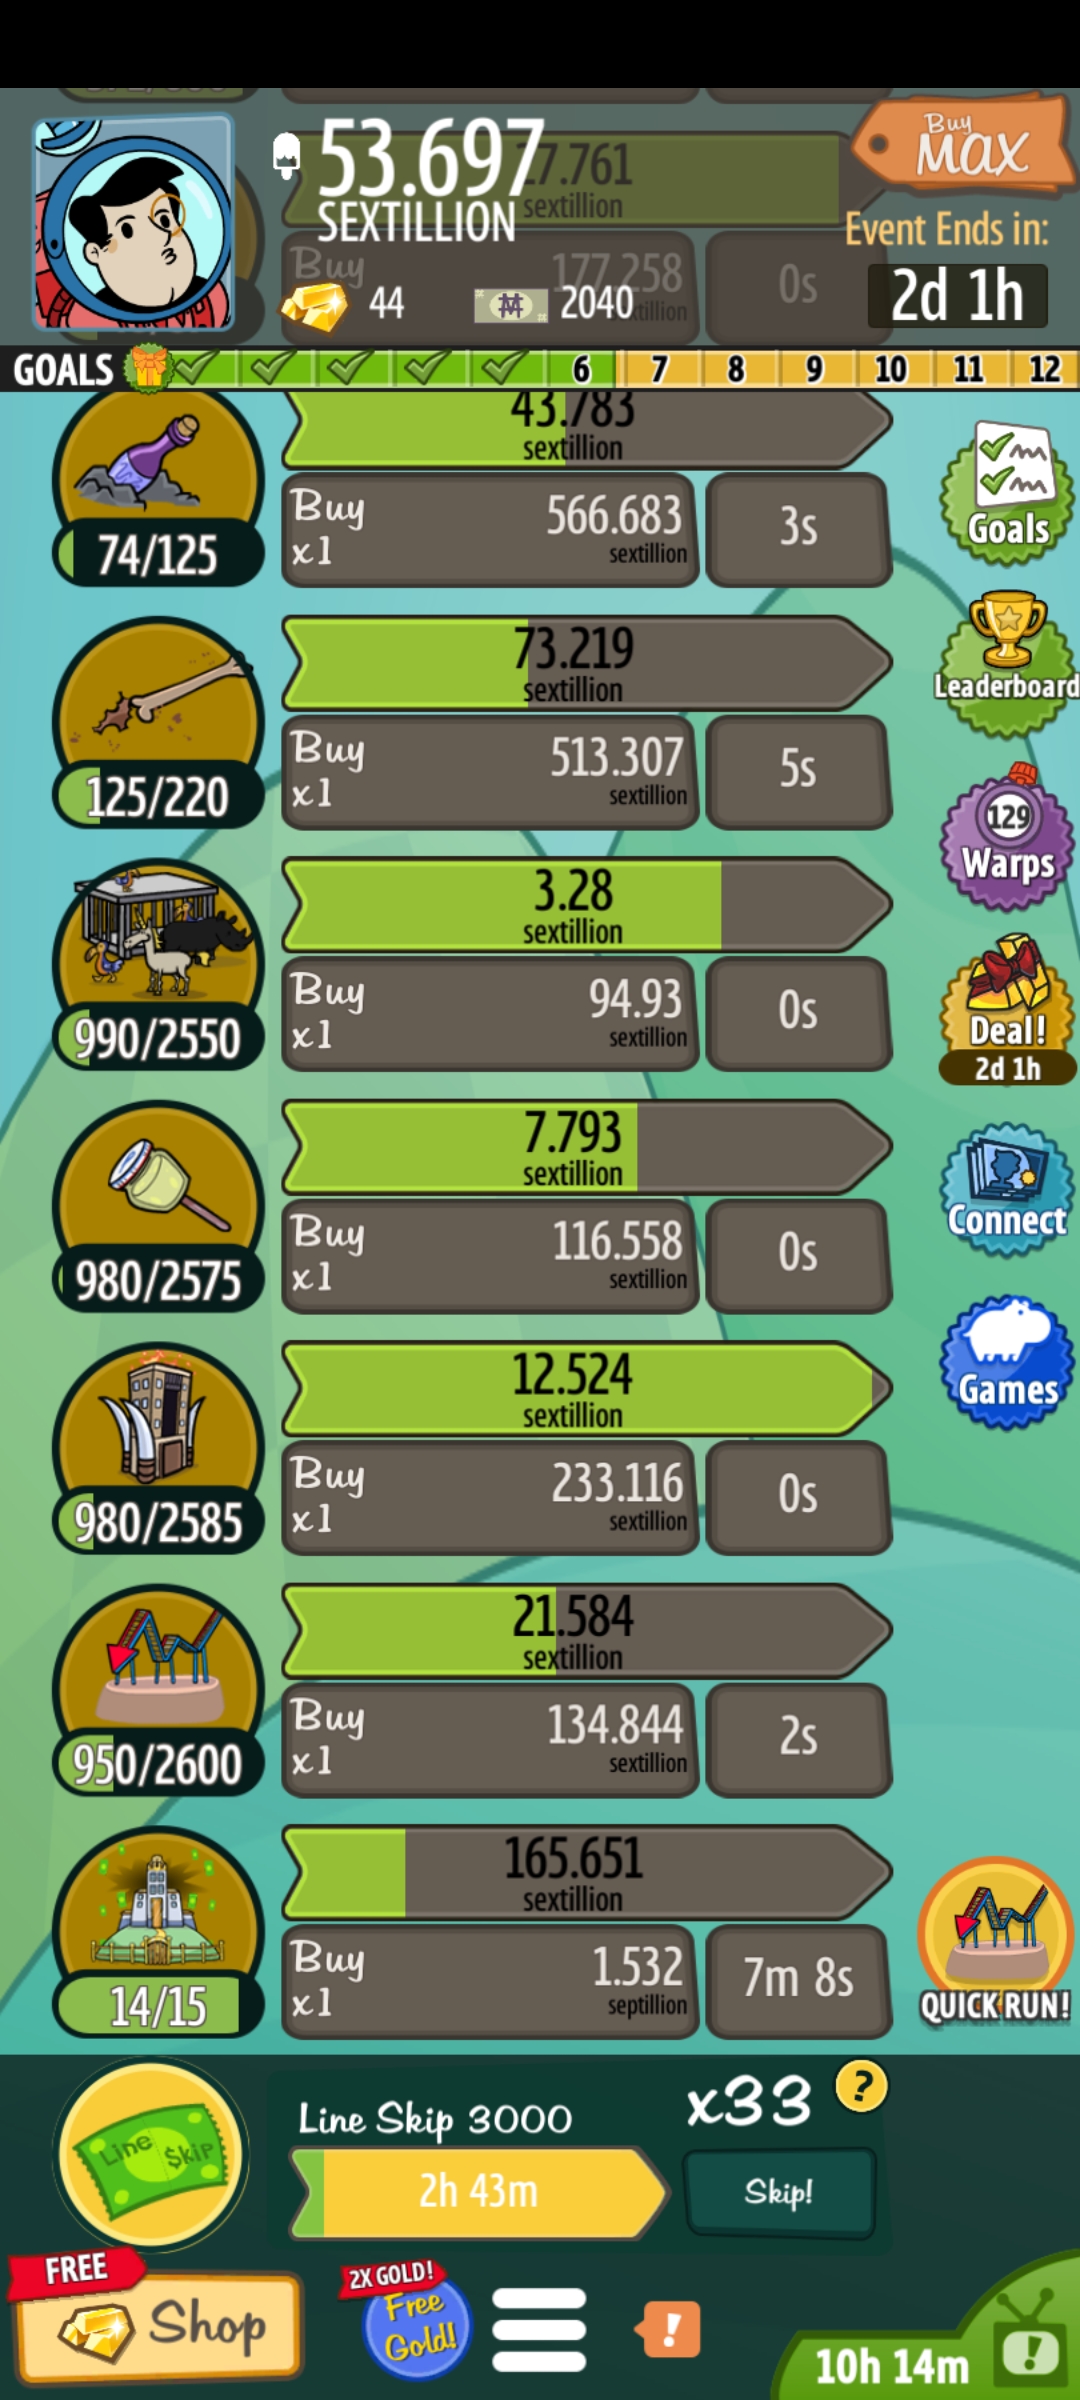 53.697
27.761
Buy
MAX
SEXTILLION
sextillion
Event Ends in:
Buy
177.258
0s
44
2040
2d 1h
GOALS
6
7
8
9
10
11
12
43.783
sextillion
74/125
Buy
x1
566.683
sextillion
3s
Goals
73.219
sextillion
125/220
Buy
x1
513.307
sextillion
5s
Leaderboard
3.28
sextillion
990/2550
Buy
x1
94.93
sextillion
0s
129
Warps
Deal!
2d 1h
7.793
sextillion
980/2575
Buy
x1
116.558
sextillion
0s
Connect
12.524
sextillion
980/2585
Buy
x1
233.116
sextillion
0s
Games
21.584
sextillion
950/2600
Buy
x1
134.844
sextillion
2s
165.651
sextillion
14/15
Buy
x1
1.532
septillion
7m 8s
QUICK RUN!
Line $kip
Line Skip 3000
x33
?
2h 43m
Skip!
FREE
Shop
2X GOLD!
Free
Gold!
!
10h 14m
!